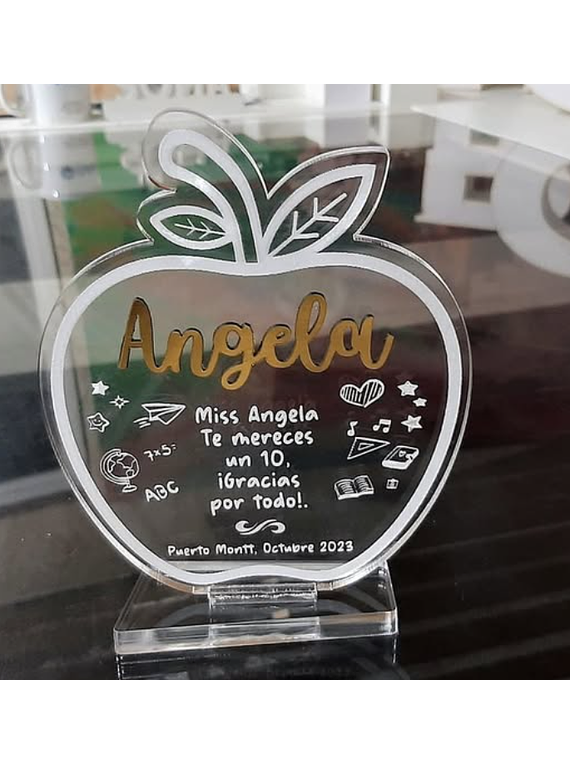 Angela
Miss Angela
Te mereces
un 10,
¡Gracias
por todo!.
7x5=
ABC
Puerto Montt, Octubre 2023